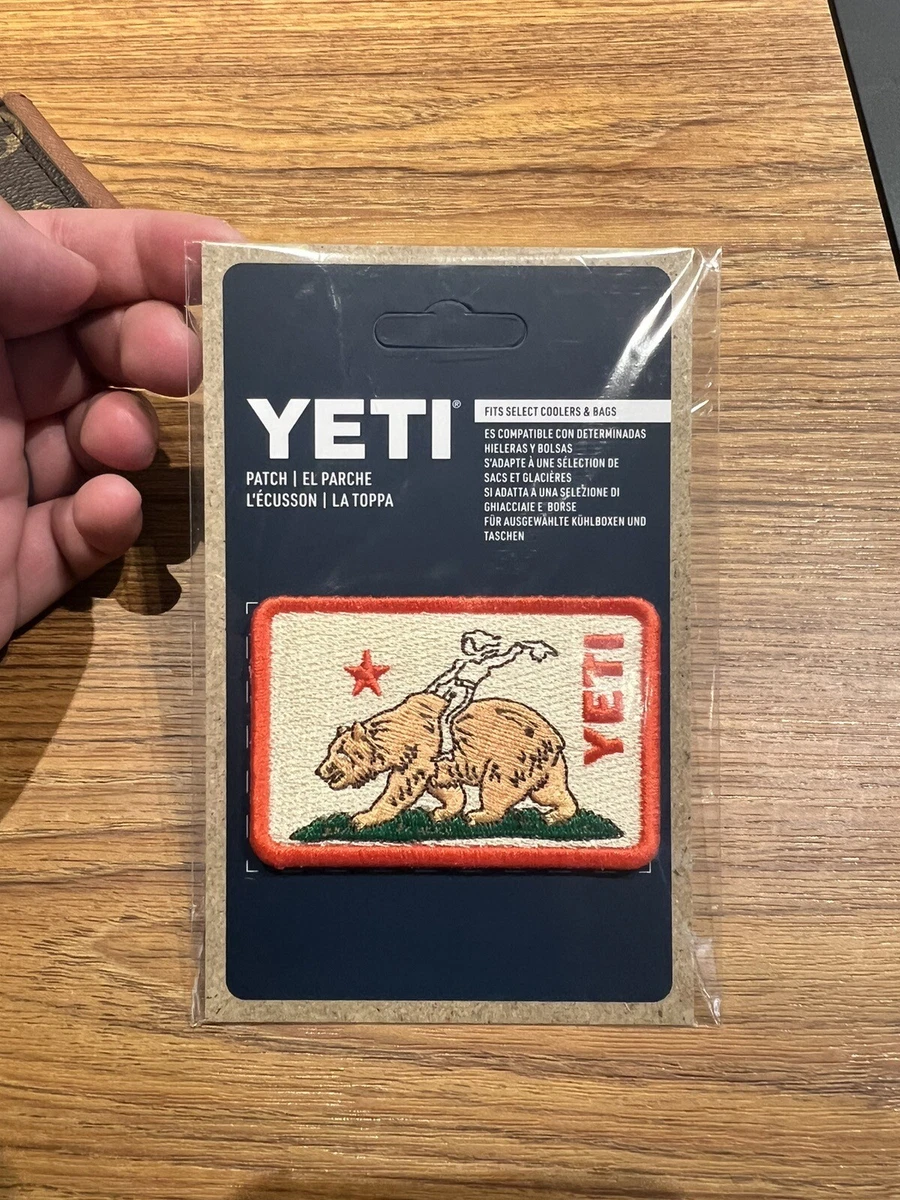 YETI®
PATCH | EL PARCHE
L'ÉCUSSON | LA TOPPA
FITS SELECT COOLERS & BAGS
ES COMPATIBLE CON DETERMINADAS
HIELERAS Y BOLSAS
S'ADAPTE À UNE SÉLECTION DE
SACS ET GLACIÈRES
SI ADATTA À UNA SELEZIONE DI
GHIACCIAIE E BORSE
FÜR AUSGEWÄHLTE KÜHLBOXEN UND
TASCHEN
YETI